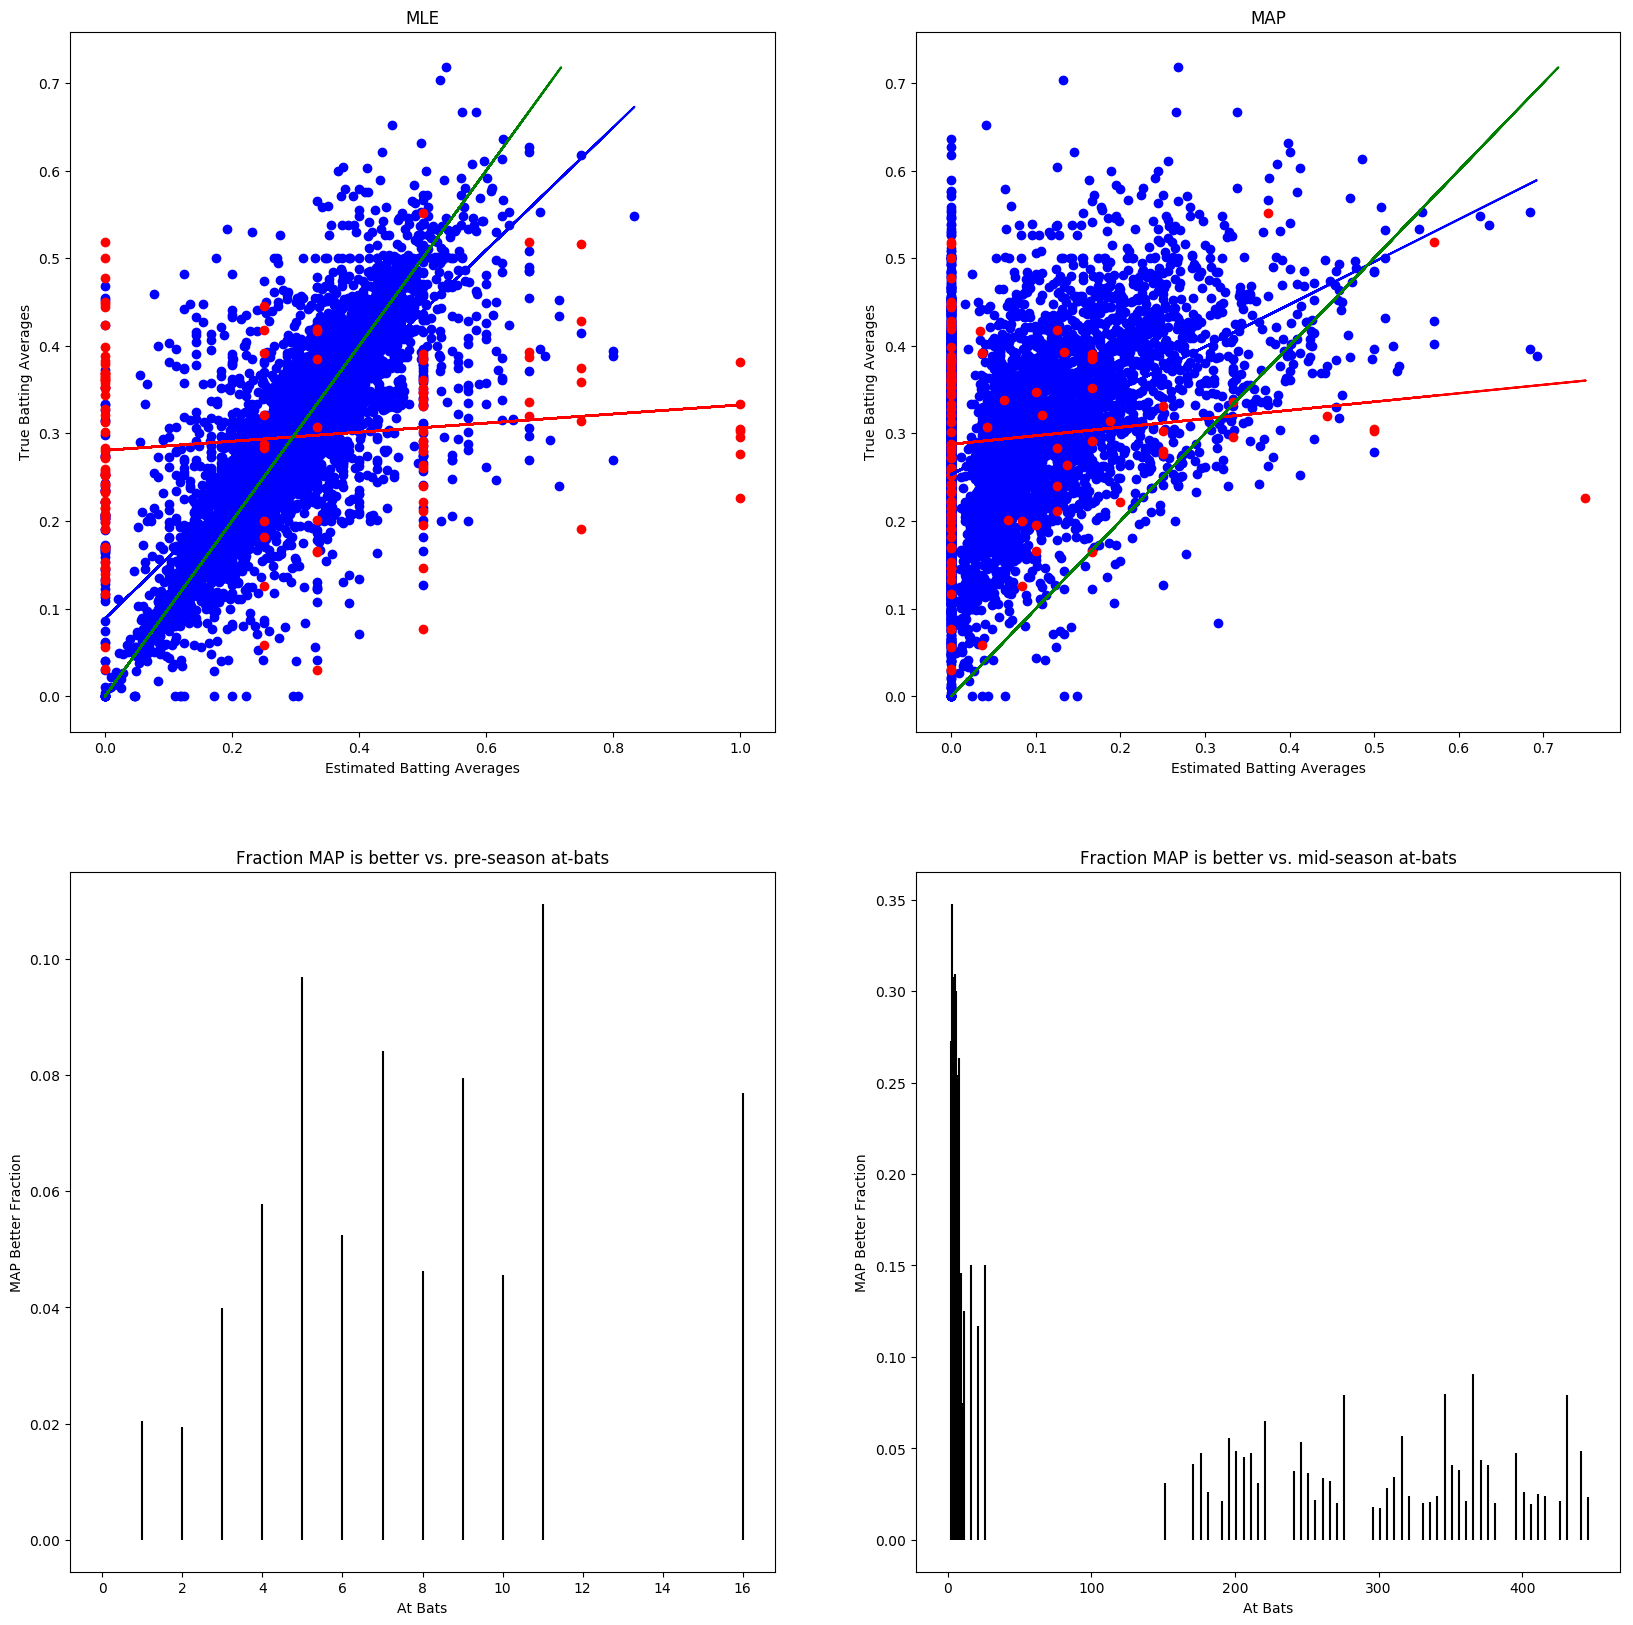 MLE
True Batting Averages
0.7
0.6
0.5
0.4
0.3
0.2
0.1
0.0
0.0 0.2 0.4 0.6 0.8 1.0
Estimated Batting Averages
MAP
True Batting Averages
0.7
0.6
0.5
0.4
0.3
0.2
0.1
0.0
0.0 0.1 0.2 0.3 0.4 0.5 0.6 0.7
Estimated Batting Averages
Fraction MAP is better vs. pre-season at-bats
MAP Better Fraction
0.10
0.08
0.06
0.04
0.02
0.00
0 2 4 6 8 10 12 14 16
At Bats
Fraction MAP is better vs. mid-season at-bats
MAP Better Fraction
0.35
0.30
0.25
0.20
0.15
0.10
0.05
0.00
0 100 200 300 400
At Bats